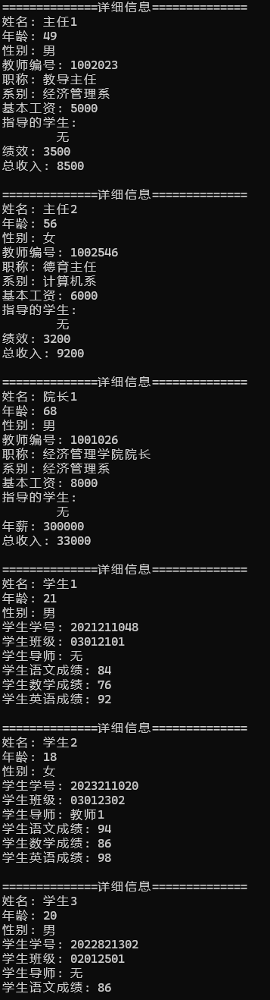 ==============详细信息==============
姓名: 主任1
年龄: 49
性别: 男
教师编号: 1002023
职称: 教导主任
系别: 经济管理系
基本工资: 5000
指导的学生:
        无
绩效: 3500
总收入: 8500

==============详细信息==============
姓名: 主任2
年龄: 56
性别: 女
教师编号: 1002546
职称: 德育主任
系别: 计算机系
基本工资: 6000
指导的学生:
        无
绩效: 3200
总收入: 9200

==============详细信息==============
姓名: 院长1
年龄: 68
性别: 男
教师编号: 1001026
职称: 经济管理学院院长
系别: 经济管理系
基本工资: 8000
指导的学生:
        无
年薪: 300000
总收入: 33000

==============详细信息==============
姓名: 学生1
年龄: 21
性别: 男
学生学号: 2021211048
学生班级: 03012101
学生导师: 无
学生语文成绩: 84
学生数学成绩: 76
学生英语成绩: 92

==============详细信息==============
姓名: 学生2
年龄: 18
性别: 女
学生学号: 2023211020
学生班级: 03012302
学生导师: 教师1
学生语文成绩: 94
学生数学成绩: 86
学生英语成绩: 98

==============详细信息==============
姓名: 学生3
年龄: 20
性别: 男
学生学号: 2022821302
学生班级: 02012501
学生导师: 无
学生语文成绩: 86